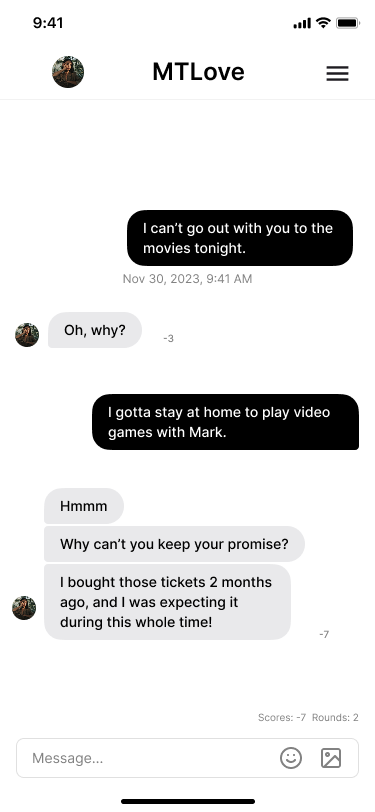 9:41
MTLove
I can’t go out with you to the
movies tonight.
Nov 30, 2023, 9:41 AM
Oh, why?
-3
I gotta stay at home to play video
games with Mark.
Hmmm
Why can’t you keep your promise?
I bought those tickets 2 months
ago, and I was expecting it
during this whole time!
-7
Scores: -7 Rounds: 2
Message...